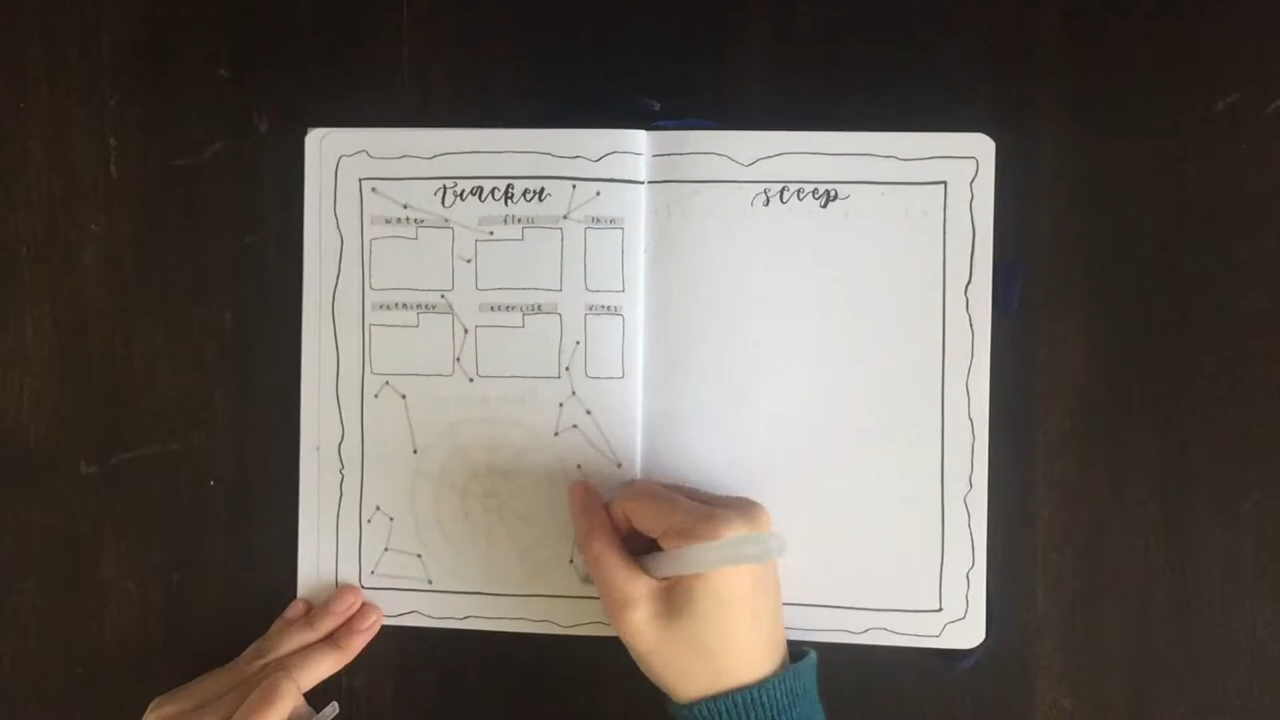 tracker
water floss skin
retainer exercise vites
sleep